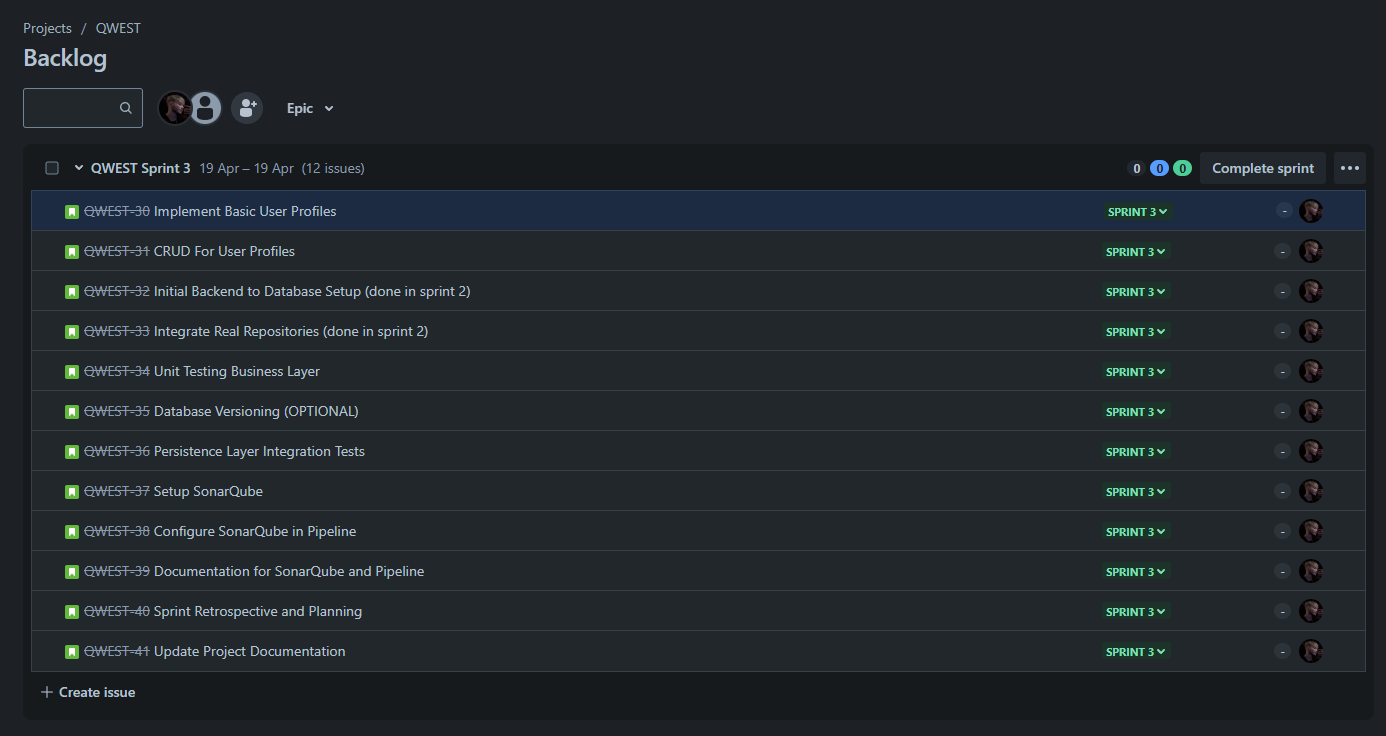 Projects / QWEST
Backlog
Epic
QWEST Sprint 3 19 Apr – 19 Apr (12 issues) 0 0 0 Complete sprint
QWEST-30 Implement Basic User Profiles SPRINT 3 -
QWEST-31 CRUD For User Profiles SPRINT 3 -
QWEST-32 Initial Backend to Database Setup (done in sprint 2) SPRINT 3 -
QWEST-33 Integrate Real Repositories (done in sprint 2) SPRINT 3 -
QWEST-34 Unit Testing Business Layer SPRINT 3 -
QWEST-35 Database Versioning (OPTIONAL) SPRINT 3 -
QWEST-36 Persistence Layer Integration Tests SPRINT 3 -
QWEST-37 Setup SonarQube SPRINT 3 -
QWEST-38 Configure SonarQube in Pipeline SPRINT 3 -
QWEST-39 Documentation for SonarQube and Pipeline SPRINT 3 -
QWEST-40 Sprint Retrospective and Planning SPRINT 3 -
QWEST-41 Update Project Documentation SPRINT 3 -
+ Create issue